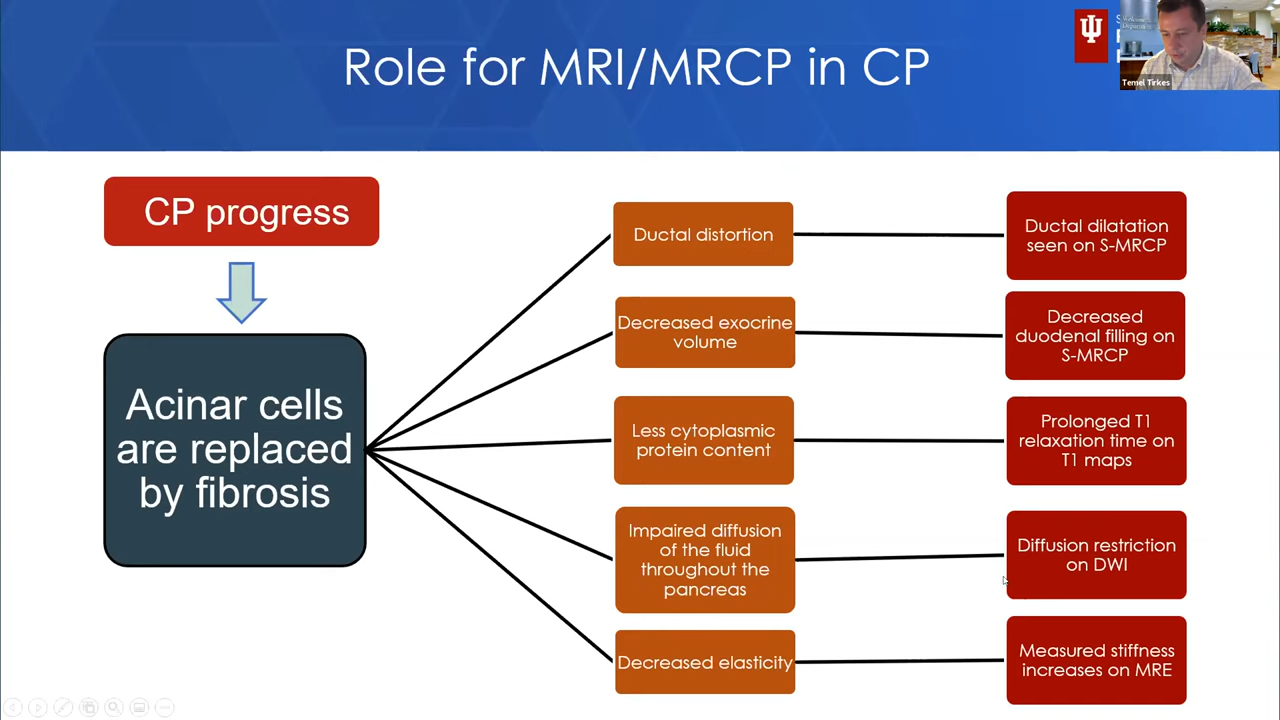 Role for MRI/MRCP in CP
Temel Tirkes
CP progress
Acinar cells
are replaced
by fibrosis
Ductal distortion
Decreased exocrine
volume
Less cytoplasmic
protein content
Impaired diffusion
of the fluid
throughout the
pancreas
Decreased elasticity
Ductal dilatation
seen on S-MRCP
Decreased
duodenal filling on
S-MRCP
Prolonged T1
relaxation time on
T1 maps
Diffusion restriction
on DWI
Measured stiffness
increases on MRE